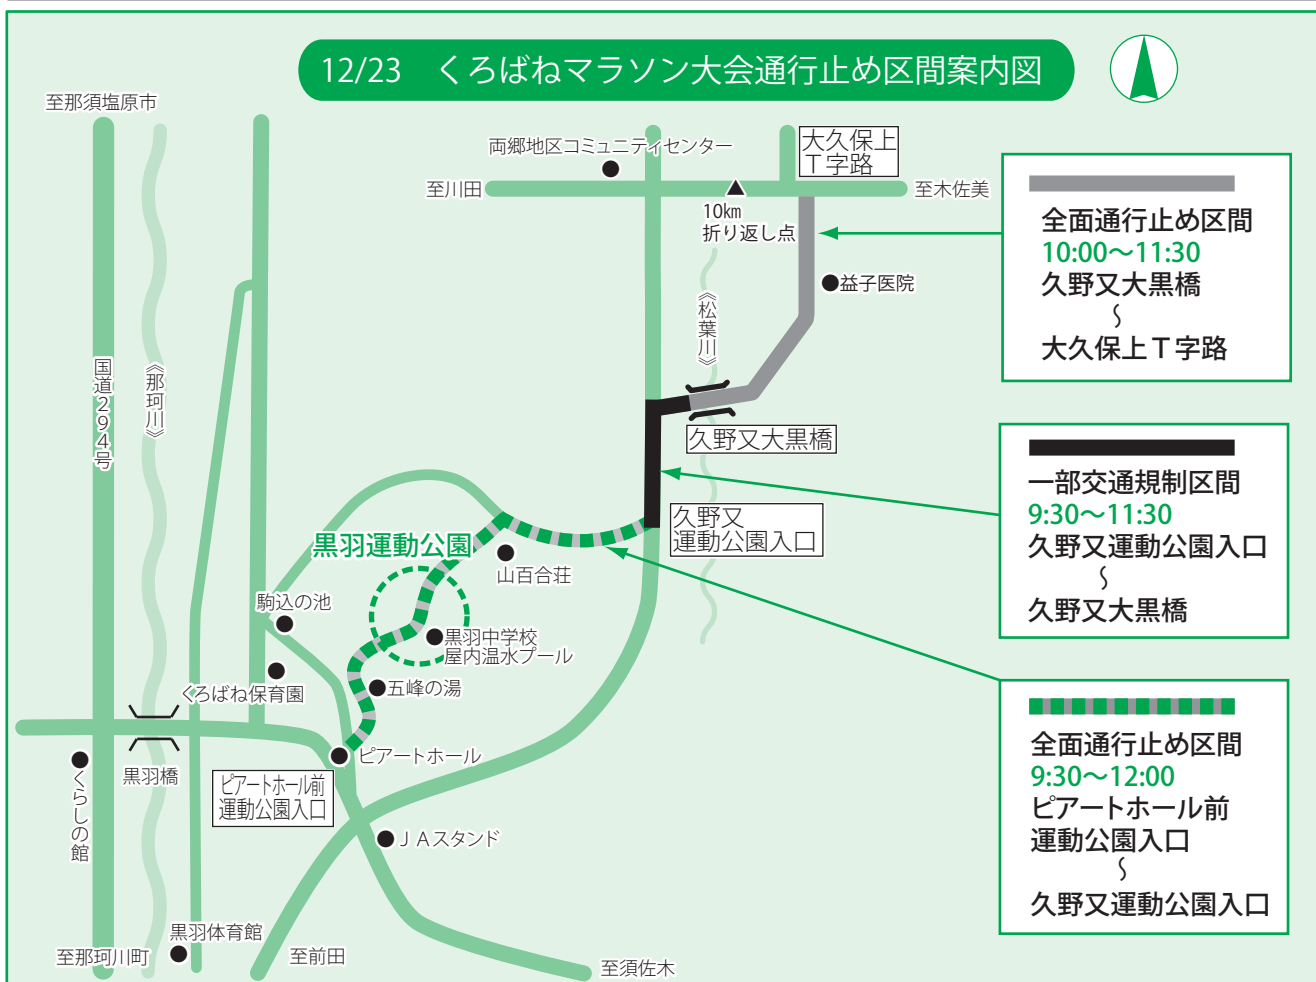 12/23 くろばねマラソン大会通行止め区間案内図
至那須塩原市
両郷地区コミュニティセンター
大久保上
T字路
至川田
至木佐美
10km
折り返し点
益子医院
《松葉川》
国道294号
《那珂川》
久野又大黒橋
久野又
運動公園入口
黒羽運動公園
山百合荘
駒込の池
黒羽中学校
屋内温水プール
くろばね保育園
五峰の湯
ピアートホール
黒羽橋
くらしの館
ピアートホール前
運動公園入口
JAスタンド
黒羽体育館
至那珂川町
至前田
至須佐木
全面通行止め区間
10:00〜11:30
久野又大黒橋
〜
大久保上T字路
一部交通規制区間
9:30〜11:30
久野又運動公園入口
〜
久野又大黒橋
全面通行止め区間
9:30〜12:00
ピアートホール前
運動公園入口
〜
久野又運動公園入口